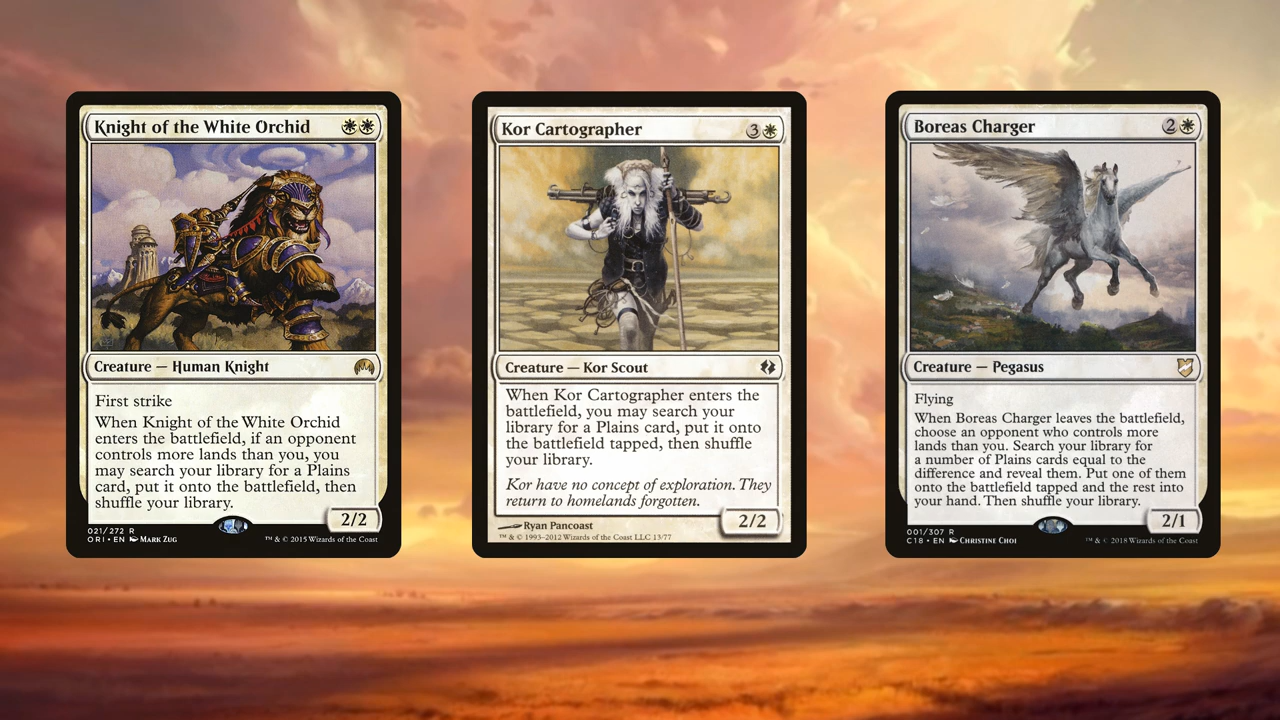 Knight of the White Orchid
Creature — Human Knight
First strike
When Knight of the White Orchid
enters the battlefield, if an opponent
controls more lands than you, you
may search your library for a Plains
card, put it onto the battlefield, then
shuffle your library.
2/2
021/272 R
ORI • EN Mark Zug
™ & © 2015 Wizards of the Coast
Kor Cartographer
3
Creature — Kor Scout
When Kor Cartographer enters the
battlefield, you may search your
library for a Plains card, put it onto
the battlefield tapped, then shuffle
your library.
Kor have no concept of exploration. They
return to homelands forgotten.
2/2
Ryan Pancoast
™ & © 1993–2012 Wizards of the Coast LLC 13/77
Boreas Charger
2
Creature — Pegasus
Flying
When Boreas Charger leaves the battlefield,
choose an opponent who controls more
lands than you. Search your library for
a number of Plains cards equal to the
difference and reveal them. Put one of them
onto the battlefield tapped and the rest into
your hand. Then shuffle your library.
2/1
001/307 R
C18 • EN Christine Choi
™ & © 2018 Wizards of the Coast